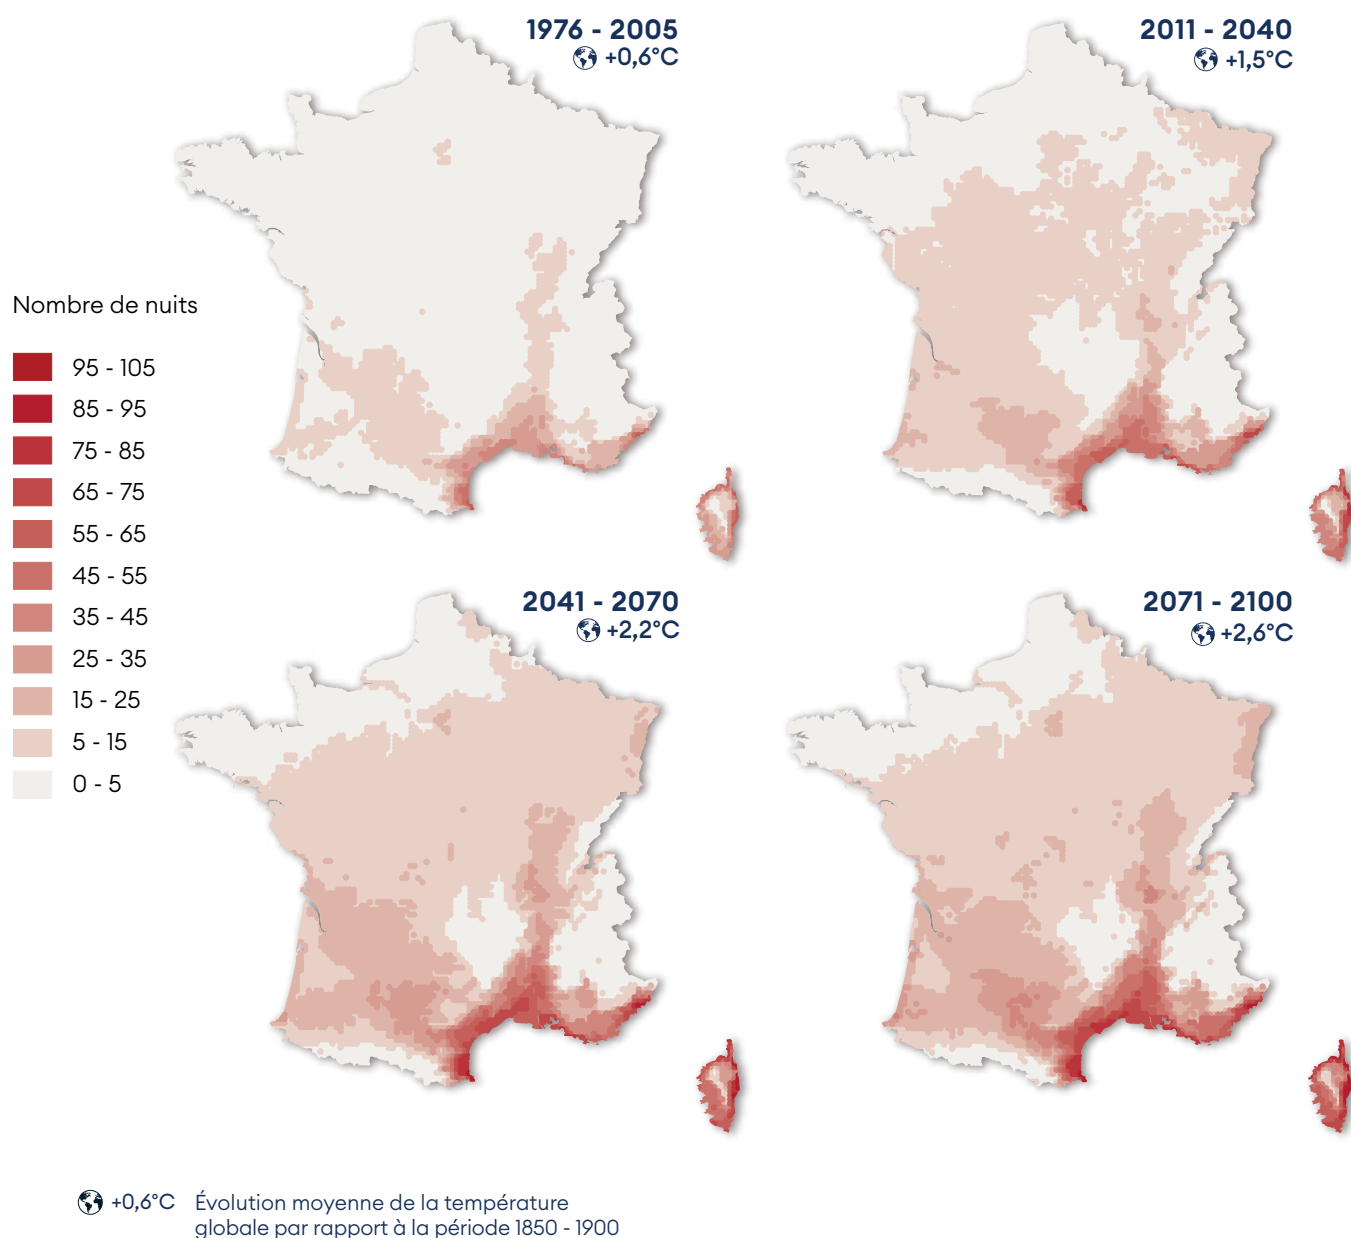 1976 - 2005
+0,6°C
2011 - 2040
+1,5°C
Nombre de nuits
95 - 105
85 - 95
75 - 85
65 - 75
55 - 65
45 - 55
35 - 45
25 - 35
15 - 25
5 - 15
0 - 5
2041 - 2070
+2,2°C
2071 - 2100
+2,6°C
+0,6°C Évolution moyenne de la température
globale par rapport à la période 1850 - 1900